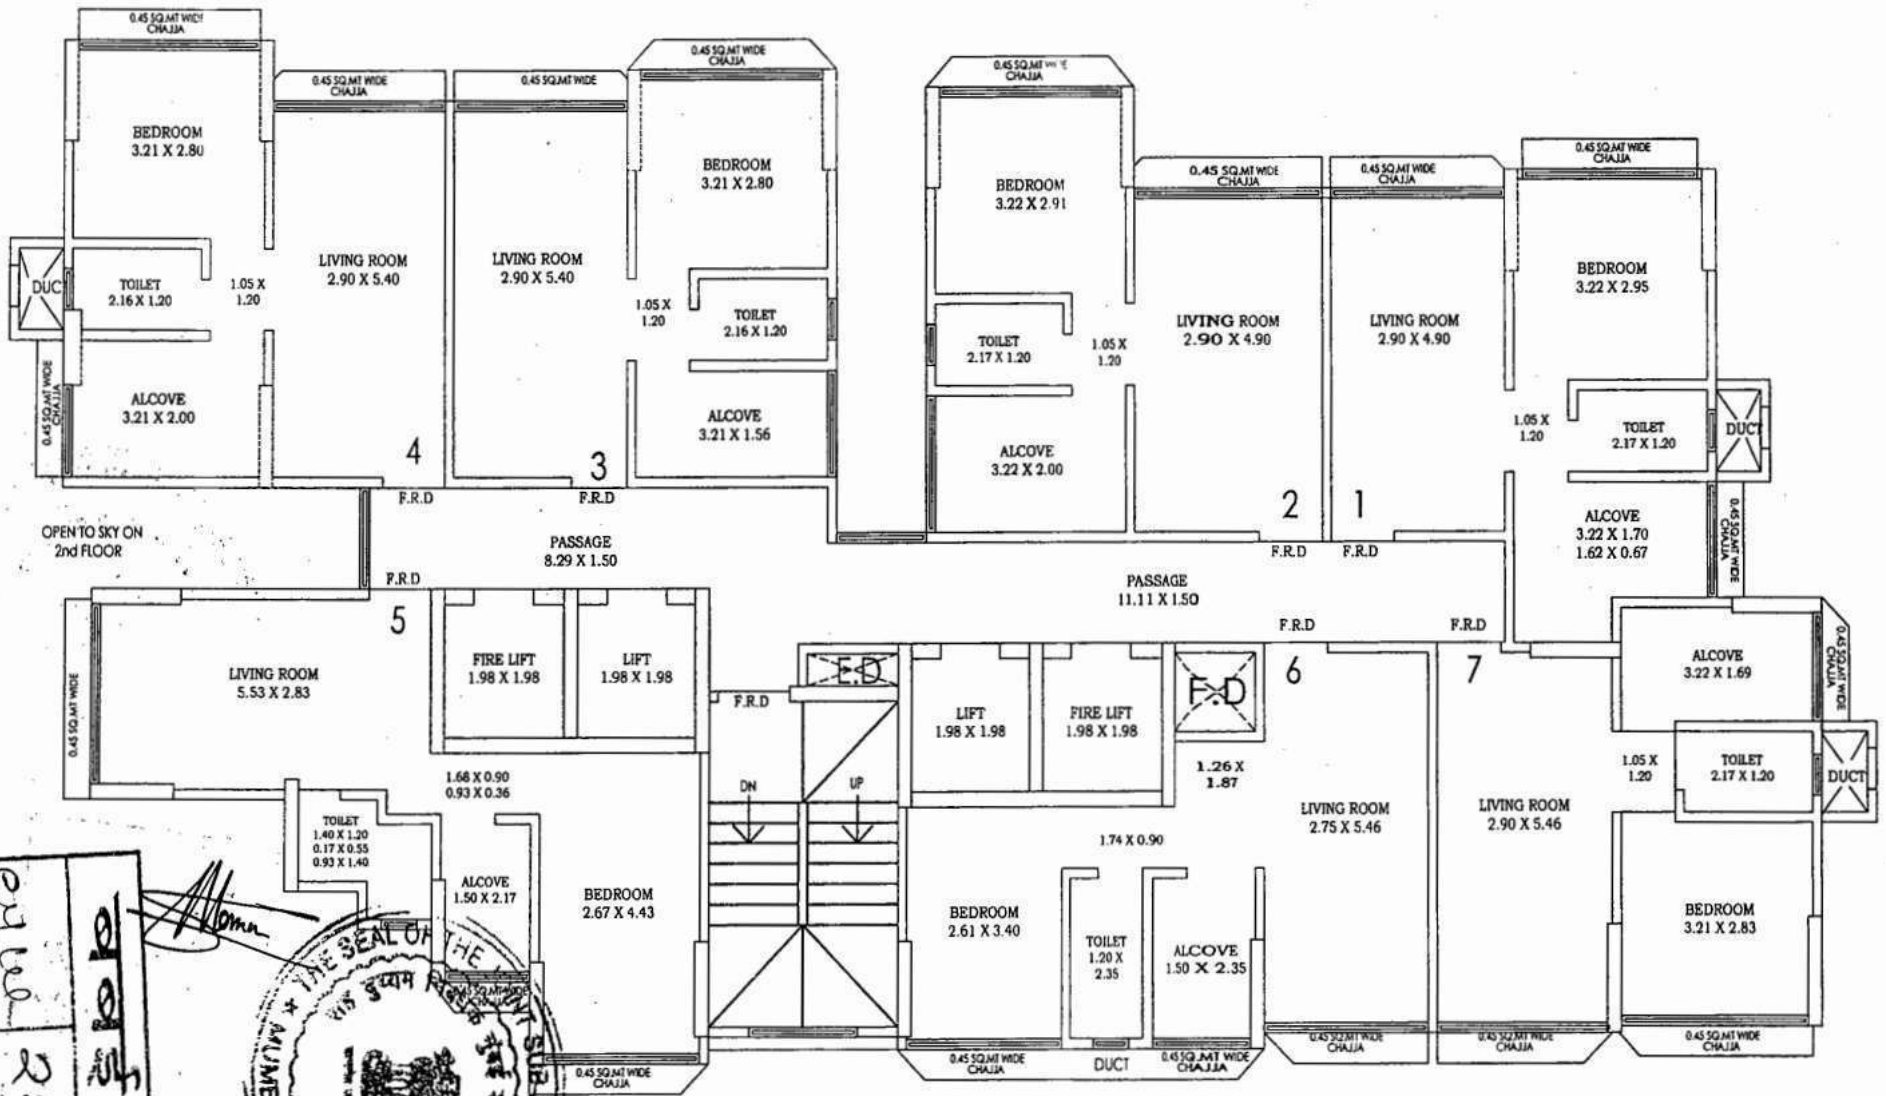 0.45 SQ.MT WIDE
CHAJJA
BEDROOM
3.21 X 2.80
0.45 SQ.MT WIDE
CHAJJA
LIVING ROOM
2.90 X 5.40
DUC
TOILET
2.16 X 1.20
1.05 X
1.20
ALCOVE
3.21 X 2.00
0.45 SQ.MT WIDE
CHAJJA
4
F.R.D
0.45 SQ.MT WIDE
LIVING ROOM
2.90 X 5.40
0.45 SQ.MT WIDE
CHAJJA
BEDROOM
3.21 X 2.80
1.05 X
1.20
TOILET
2.16 X 1.20
ALCOVE
3.21 X 1.56
3
F.R.D
0.45 SQ.MT
CHAJJA
BEDROOM
3.22 X 2.91
TOILET
2.17 X 1.20
1.05 X
1.20
ALCOVE
3.22 X 2.00
0.45 SQ.MT WIDE
CHAJJA
LIVING ROOM
2.90 X 4.90
2
F.R.D
0.45 SQ.MT WIDE
CHAJJA
LIVING ROOM
2.90 X 4.90
1
F.R.D
0.45 SQ.MT WIDE
CHAJJA
BEDROOM
3.22 X 2.95
1.05 X
1.20
TOILET
2.17 X 1.20
DUCT
ALCOVE
3.22 X 1.70
1.62 X 0.67
0.45 SQ.MT WIDE
CHAJJA
OPEN TO SKY ON
2nd FLOOR
PASSAGE
8.29 X 1.50
PASSAGE
11.11 X 1.50
F.R.D
5
0.45 SQ.MT WIDE
LIVING ROOM
5.53 X 2.83
FIRE LIFT
1.98 X 1.98
LIFT
1.98 X 1.98
1.68 X 0.90
0.93 X 0.36
TOILET
1.40 X 1.20
0.17 X 0.55
0.93 X 1.40
ALCOVE
1.50 X 2.17
BEDROOM
2.67 X 4.43
0.45 SQ.MT WIDE
CHAJJA
F.R.D
E.D
DN
UP
LIFT
1.98 X 1.98
FIRE LIFT
1.98 X 1.98
F.D
F.R.D
6
1.26 X
1.87
LIVING ROOM
2.75 X 5.46
1.74 X 0.90
BEDROOM
2.61 X 3.40
TOILET
1.20 X
2.35
ALCOVE
1.50 X 2.35
0.45 SQ.MT WIDE
CHAJJA
DUCT
0.45 SQ.MT WIDE
CHAJJA
0.45 SQ.MT WIDE
CHAJJA
F.R.D
7
LIVING ROOM
2.90 X 5.46
0.45 SQ.MT WIDE
CHAJJA
ALCOVE
3.22 X 1.69
0.45 SQ.MT WIDE
CHAJJA
1.05 X
1.20
TOILET
2.17 X 1.20
DUCT
BEDROOM
3.21 X 2.83
0.45 SQ.MT WIDE
CHAJJA
THE SEAL OF THE
SUB